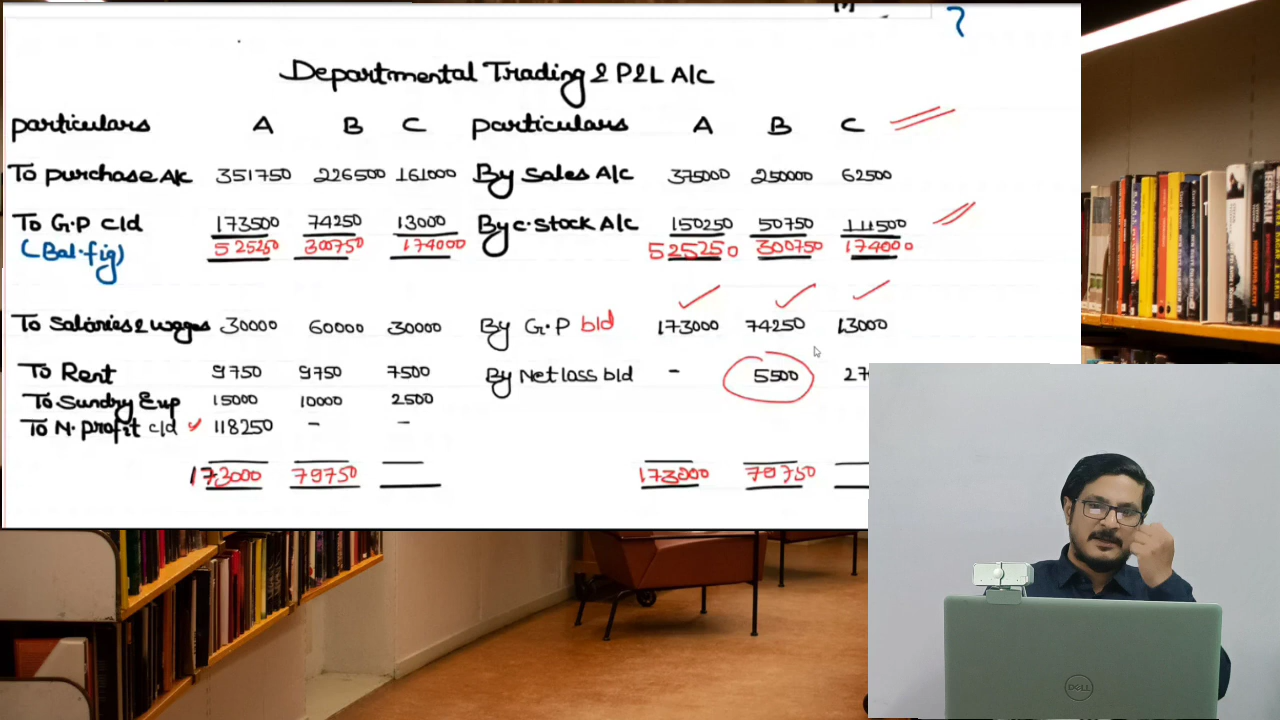 Departmental Trading & P&L A/c
particulars A B C particulars A B C
To purchase A/c 351750 226500 161000 By Sales A/c 375000 250000 62500
To G.P c/d 173500 74250 13000 By c.stock A/c 150250 50750 111500
(Bal.fig) 525250 300750 174000 525250 300750 174000
To Salaries & wages 30000 60000 30000 By G.P b/d 173000 74250 13000
To Rent 9750 9750 7500 By Net loss b/d - 5500 27
To Sundry Exp 15000 10000 2500
To N.profit c/d 118250 - -
173000 79750 173000 79750
DELL